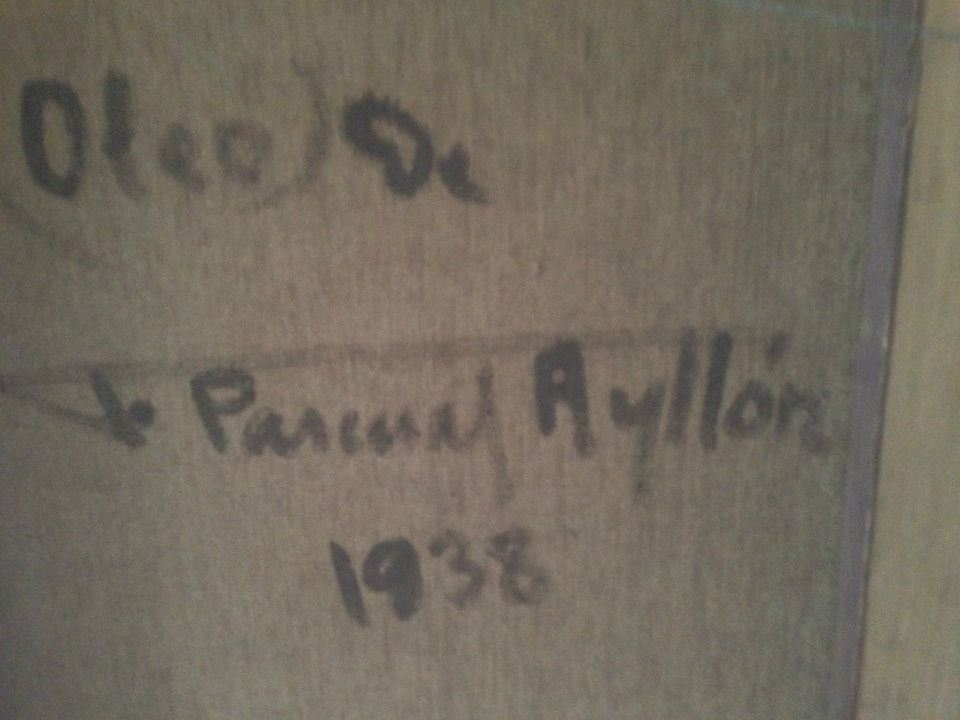 Oleo) De
Pascual Ayllón
1938